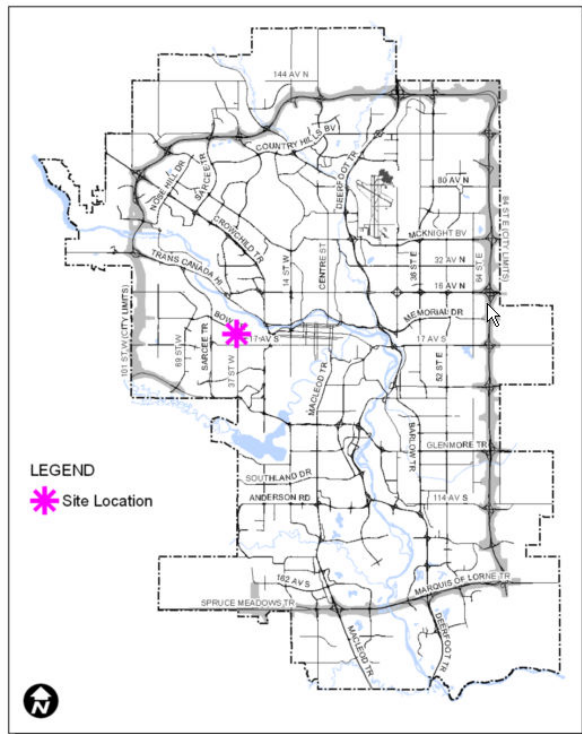 144 AV N
COUNTRY HILLS BV
NOSE HILL DR
SARCEE TR
DEERFOOT TR
80 AV N
84 ST E (CITY LIMITS)
CROWCHILD TR
MCKNIGHT BV
TRANS CANADA HI
14 ST W
CENTRE ST
36 ST E
32 AV N
64 ST E
16 AV N
101 ST W (CITY LIMITS)
BOW
MEMORIAL DR
17 AV S
17 AV S
69 ST W
SARCEE TR
37 ST W
MACLEOD TR
52 ST E
BARLOW TR
GLENMORE TR
LEGEND
Site Location
SOUTHLAND DR
ANDERSON RD
114 AV S
162 AV S
MARQUIS OF LORNE TR
SPRUCE MEADOWS TR
MACLEOD TR
DEERFOOT TR
N